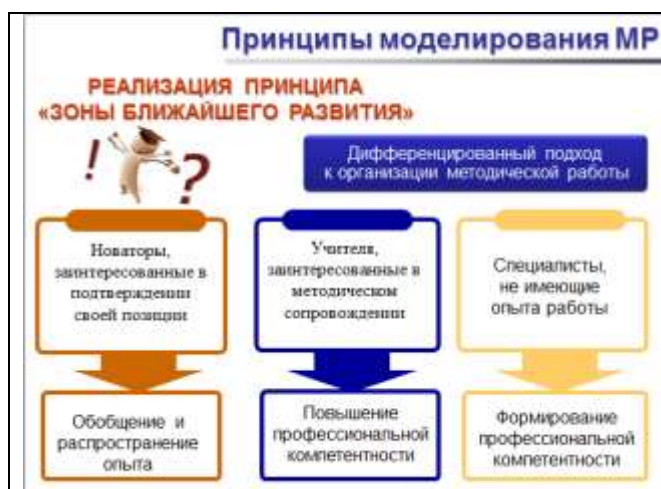 Принципы моделирования МР
РЕАЛИЗАЦИЯ ПРИНЦИПА
«ЗОНЫ БЛИЖАЙШЕГО РАЗВИТИЯ»
! ?
Дифференцированный подход
к организации методической работы
Новаторы,
заинтересованные в
подтверждении
своей позиции
Учителя,
заинтересованные в
методическом
сопровождении
Специалисты,
не имеющие
опыта работы
Обобщение и
распространение
опыта
Повышение
профессиональной
компетентности
Формирование
профессиональной
компетентности